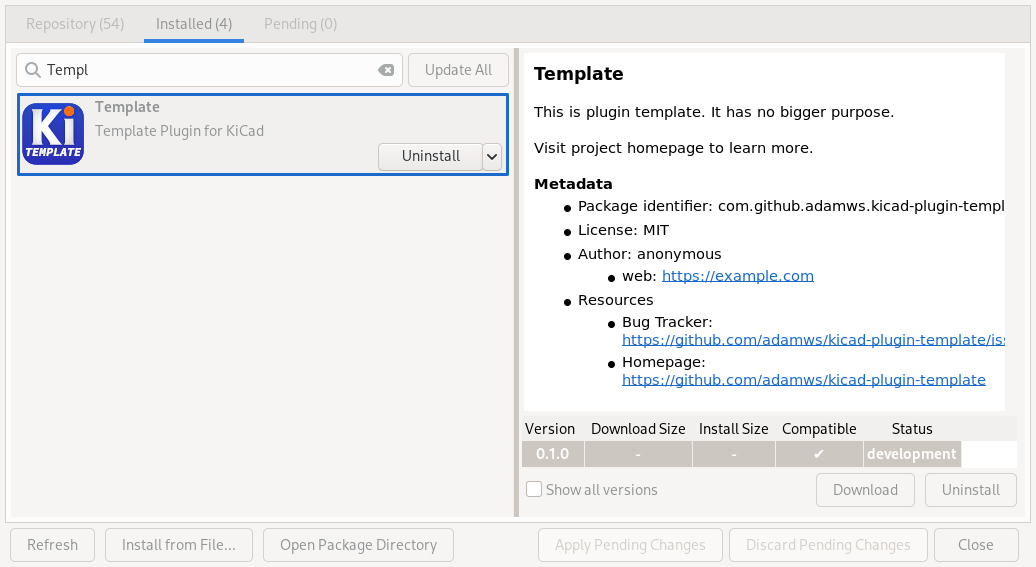 Repository (54) Installed (4) Pending (0)
Templ
Update All
Ki
TEMPLATE
Template
Template Plugin for KiCad
Uninstall
Template
This is plugin template. It has no bigger purpose.
Visit project homepage to learn more.
Metadata
Package identifier: com.github.adamws.kicad-plugin-templ
License: MIT
Author: anonymous
web: https://example.com
Resources
Bug Tracker:
https://github.com/adamws/kicad-plugin-template/iss
Homepage:
https://github.com/adamws/kicad-plugin-template
Version Download Size Install Size Compatible Status
0.1.0 - - ✔ development
Show all versions
Download Uninstall
Refresh Install from File... Open Package Directory Apply Pending Changes Discard Pending Changes Close